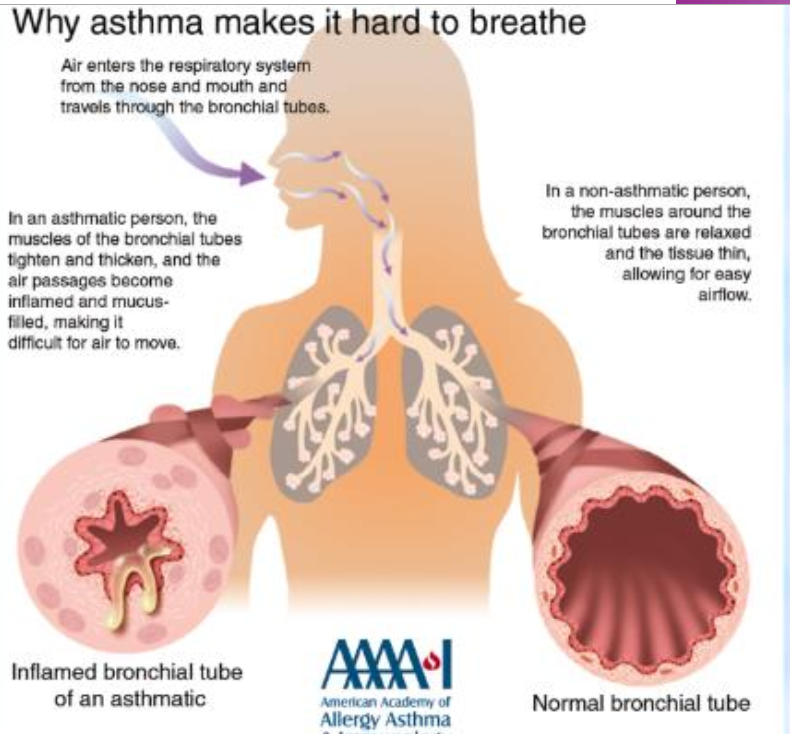 Why asthma makes it hard to breathe
Air enters the respiratory system
from the nose and mouth and
travels through the bronchial tubes.
In an asthmatic person, the
muscles of the bronchial tubes
tighten and thicken, and the
air passages become
inflamed and mucus-
filled, making it
difficult for air to move.
In a non-asthmatic person,
the muscles around the
bronchial tubes are relaxed
and the tissue thin,
allowing for easy
airflow.
Inflamed bronchial tube
of an asthmatic
AAAAI
American Academy of
Allergy Asthma
Normal bronchial tube